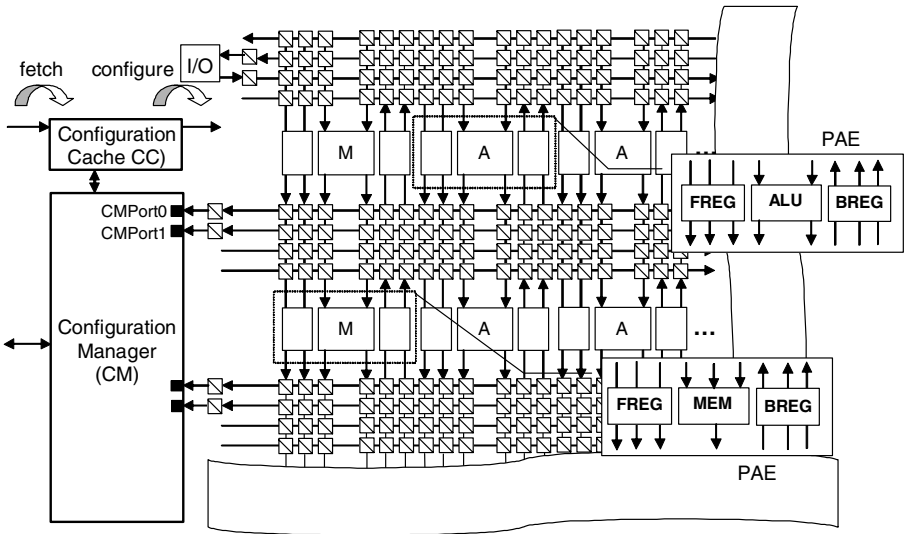 fetch
configure
I/O
Configuration
Cache CC)
M
A
A
...
PAE
FREG
ALU
BREG
CMPort0
CMPort1
Configuration
Manager
(CM)
M
A
A
...
FREG
MEM
BREG
PAE